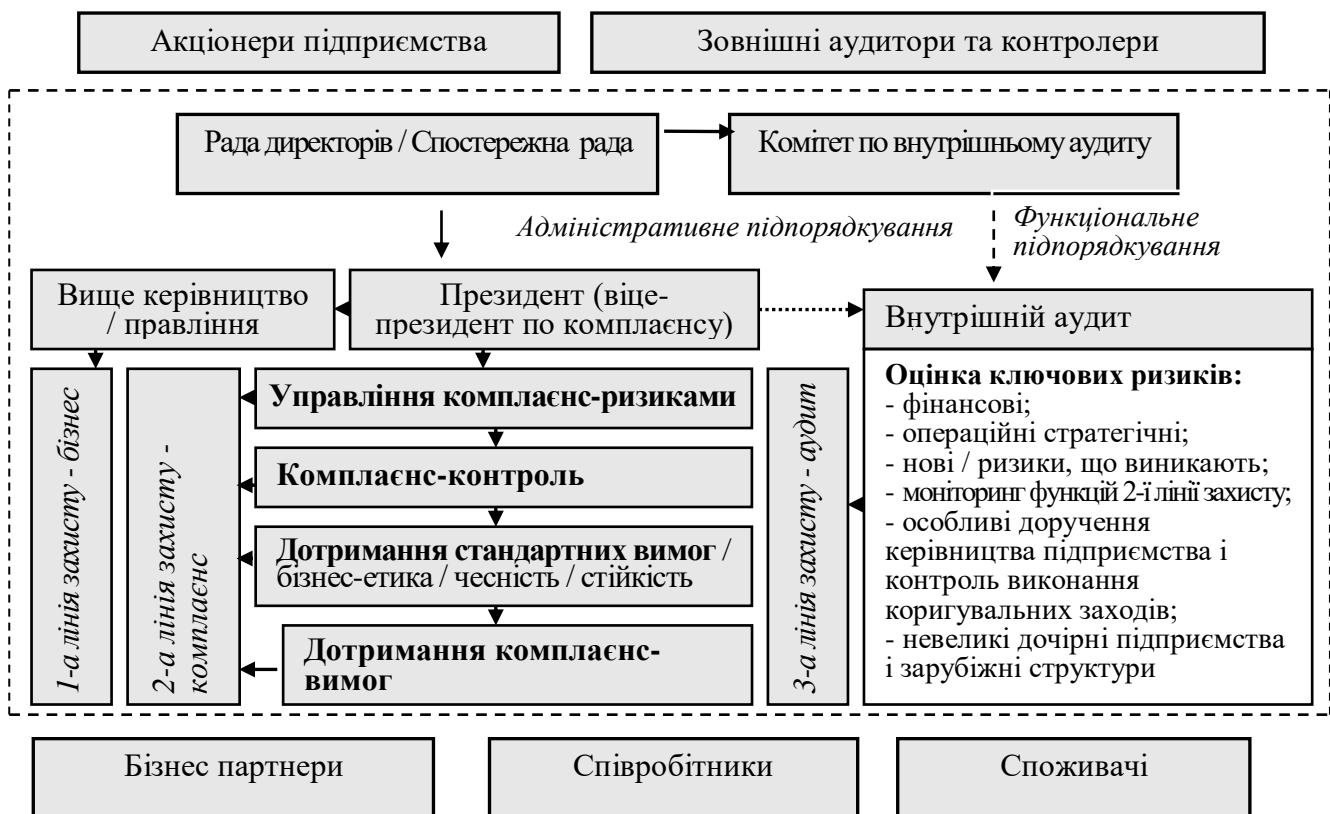 Акціонери підприємства
Зовнішні аудитори та контролери
Рада директорів / Спостережна рада
Комітет по внутрішньому аудиту
Адміністративне підпорядкування
Функціональне
підпорядкування
Вище керівництво
/ правління
Президент (віце-
президент по комплаєнсу)
Внутрішній аудит
1-а лінія захисту - бізнес
2-а лінія захисту -
комплаєнс
Управління комплаєнс-ризиками
Комплаєнс-контроль
Дотримання стандартних вимог /
бізнес-етика / чесність / стійкість
Дотримання комплаєнс-
вимог
3-а лінія захисту - аудит
Оцінка ключових ризиків:
- фінансові;
- операційні стратегічні;
- нові / ризики, що виникають;
- моніторинг функцій 2-ї лінії захисту;
- особливі доручення
керівництва підприємства і
контроль виконання
коригувальних заходів;
- невеликі дочірні підприємства
і зарубіжні структури
Бізнес партнери
Співробітники
Споживачі